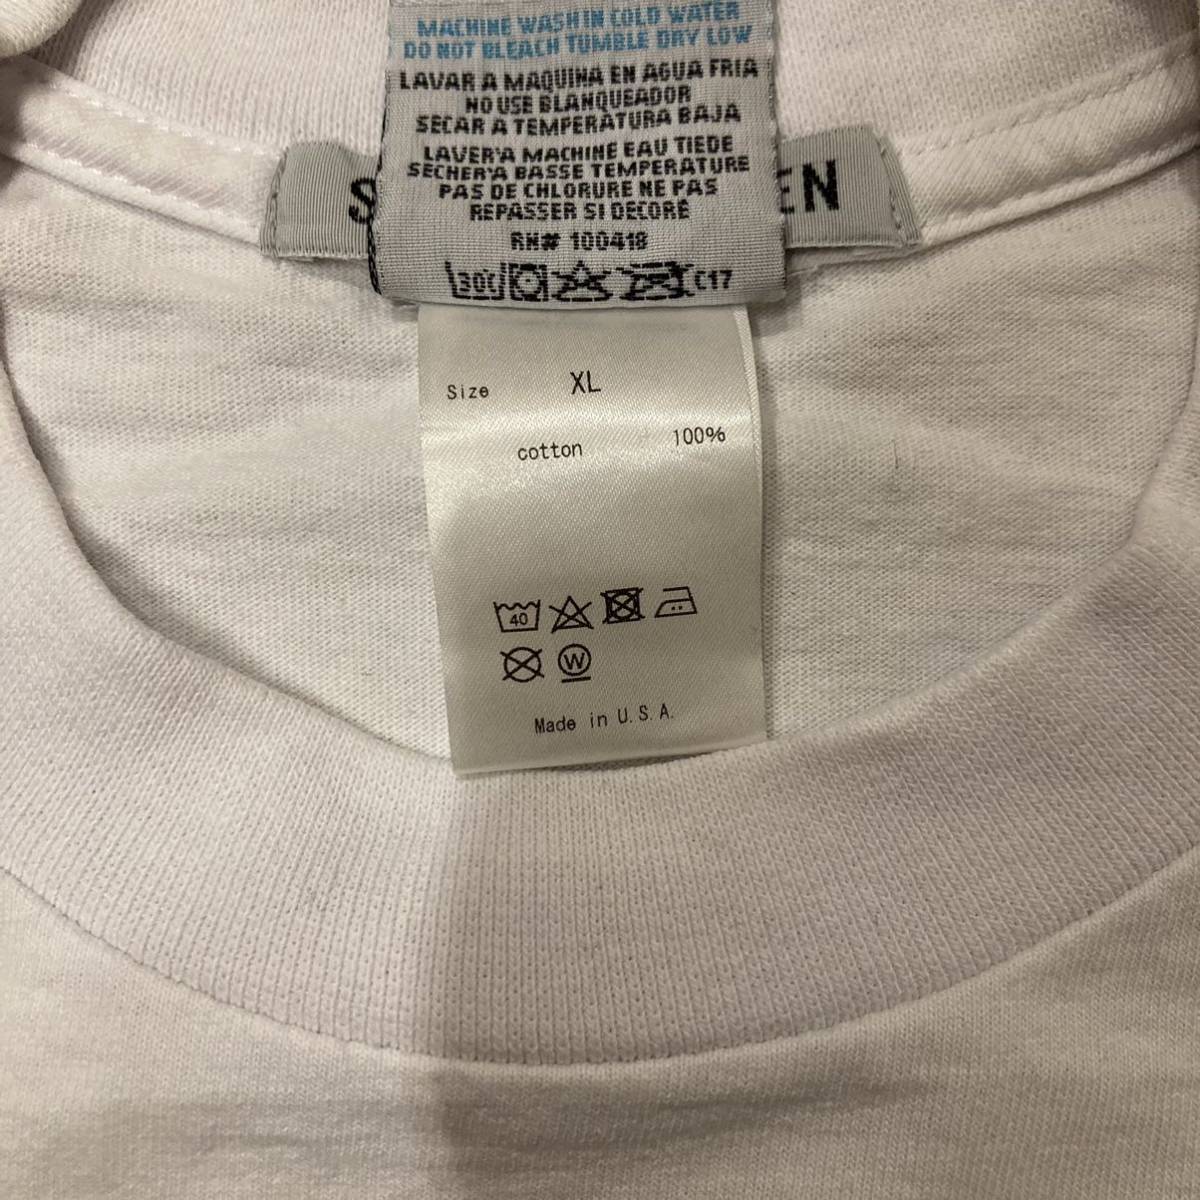 MACHINE WASH IN COLD WATER
DO NOT BLEACH TUMBLE DRY LOW
LAVAR A MAQUINA EN AGUA FRIA
NO USE BLANQUEADOR
SECAR A TEMPERATURA BAJA
LAVER'A MACHINE EAU TIEDE
SECHER'A BASSE TEMPERATURE
PAS DE CHLORURE NE PAS
REPASSER SI DECORÉ
RN# 100418
30C C17
Size XL
cotton 100%
40
W
Made in U.S.A.